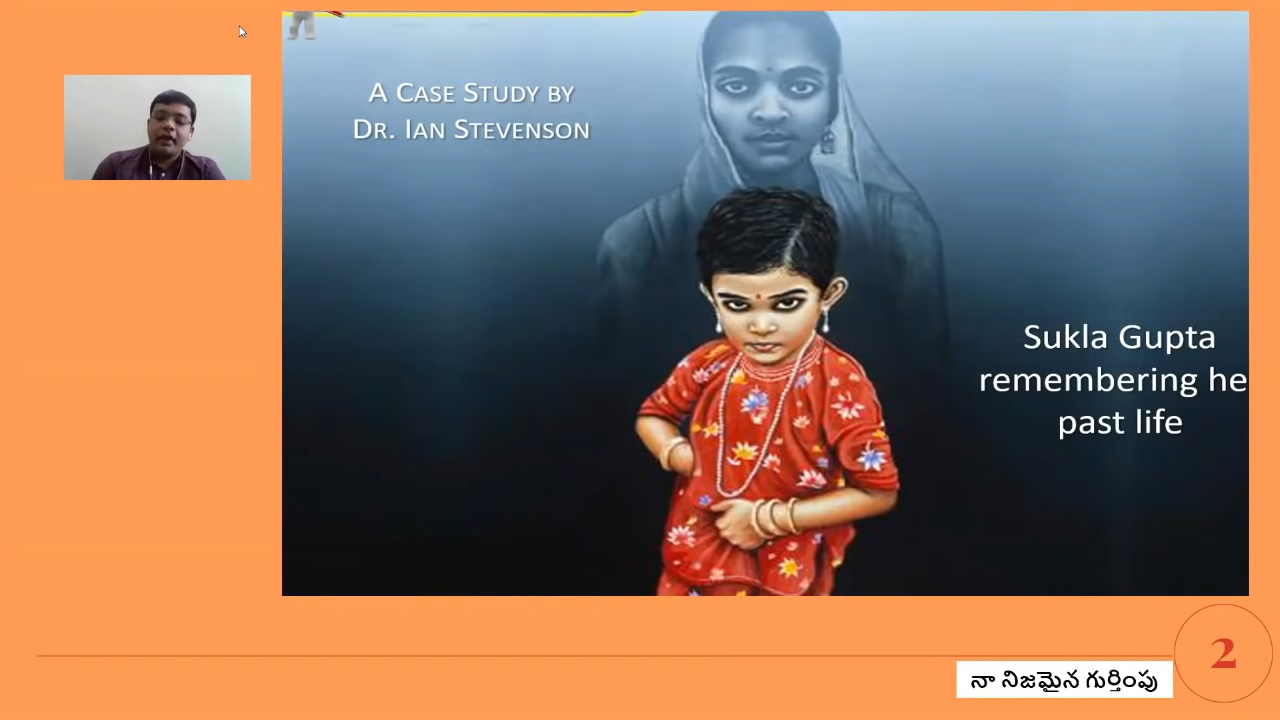 A CASE STUDY BY
DR. IAN STEVENSON
Sukla Gupta
remembering he
past life
2
నా నిజమైన గుర్తింపు